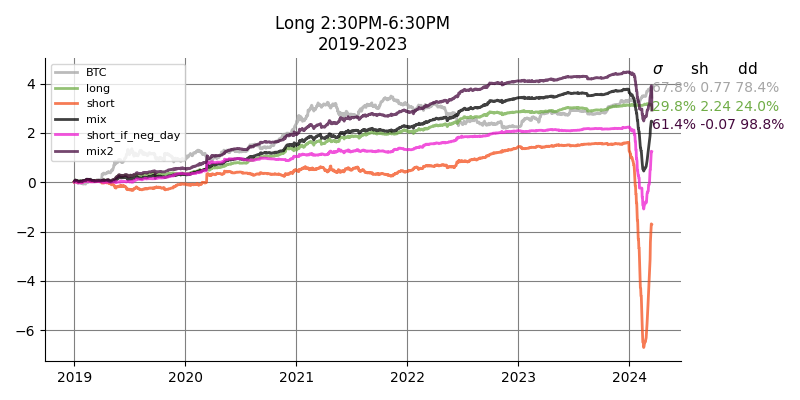 Long 2:30PM-6:30PM
2019-2023
σ sh dd
67.8% 0.77 78.4%
29.8% 2.24 24.0%
61.4% -0.07 98.8%
BTC
long
short
mix
short_if_neg_day
mix2
4
2
0
−2
−4
−6
2019 2020 2021 2022 2023 2024